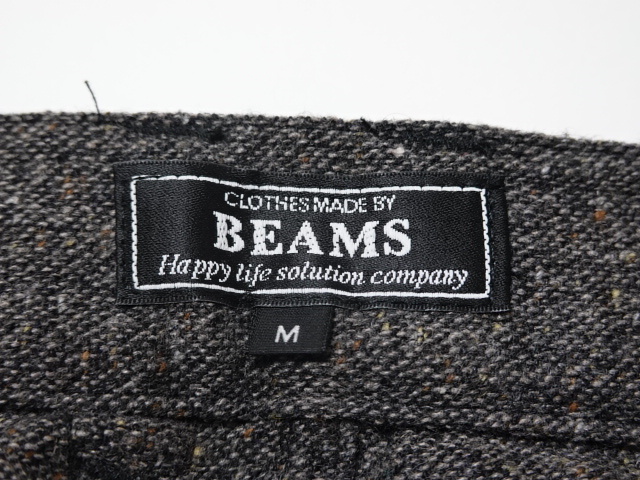 CLOTHES MADE BY
BEAMS
Happy life solution company
M